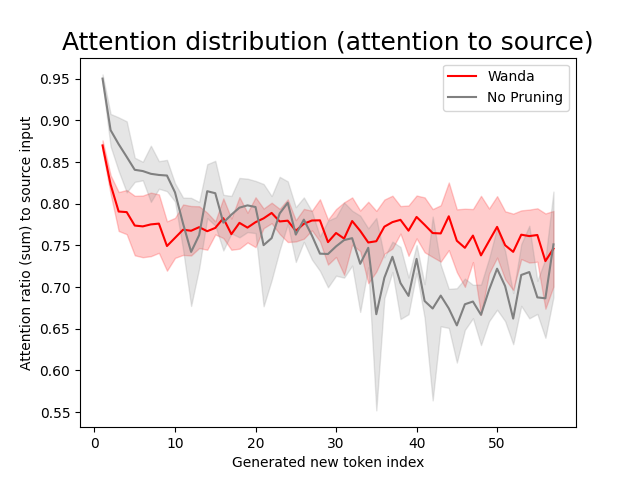 Attention distribution (attention to source)
Wanda
No Pruning
Attention ratio (sum) to source input
0.95
0.90
0.85
0.80
0.75
0.70
0.65
0.60
0.55
0 10 20 30 40 50
Generated new token index